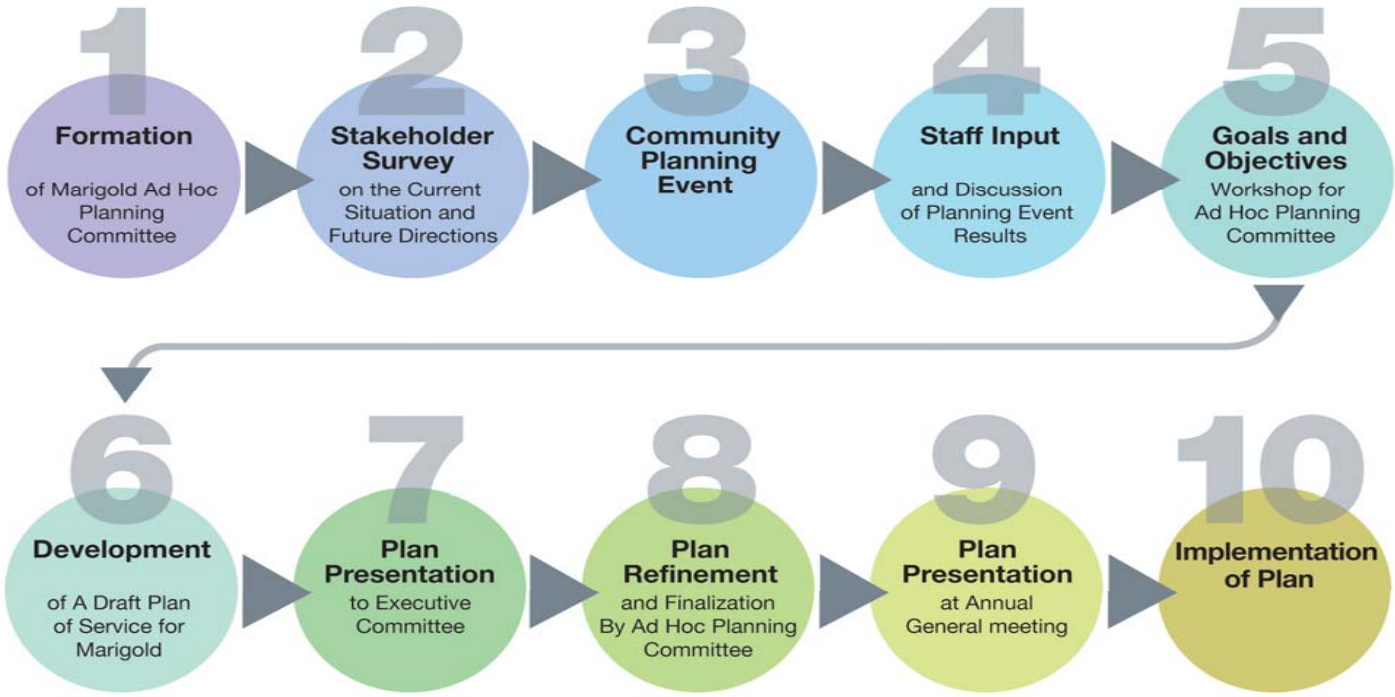 1
Formation
of Marigold Ad Hoc
Planning
Committee
2
Stakeholder
Survey
on the Current
Situation and
Future Directions
3
Community
Planning
Event
4
Staff Input
and Discussion
of Planning Event
Results
5
Goals and
Objectives
Workshop for
Ad Hoc Planning
Committee
6
Development
of A Draft Plan
of Service for
Marigold
7
Plan
Presentation
to Executive
Committee
8
Plan
Refinement
and Finalization
By Ad Hoc Planning
Committee
9
Plan
Presentation
at Annual
General meeting
10
Implementation
of Plan